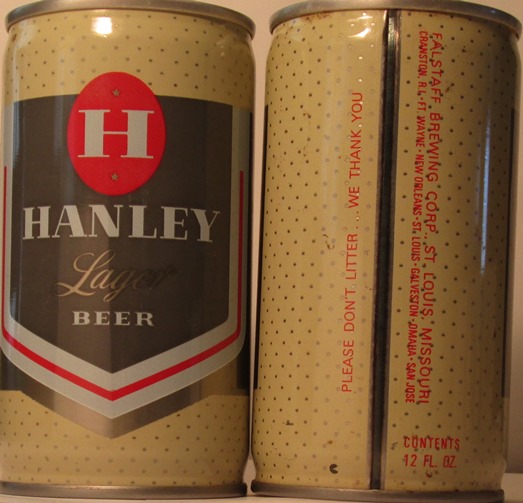 H
HANLEY
Lager
BEER
PLEASE DON'T LITTER ... WE THANK YOU
FALSTAFF BREWING CORP., ST. LOUIS, MISSOURI
CRANSTON, R.I. - FT. WAYNE - NEW ORLEANS - ST. LOUIS - GALVESTON - OMAHA - SAN JOSE
CONTENTS
12 FL. OZ.